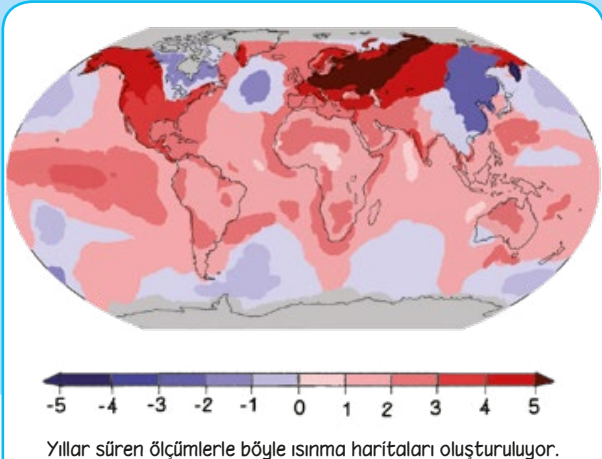 -5 -4 -3 -2 -1 0 1 2 3 4 5
Yıllar süren ölçümlerle böyle ısınma haritaları oluşturuluyor.